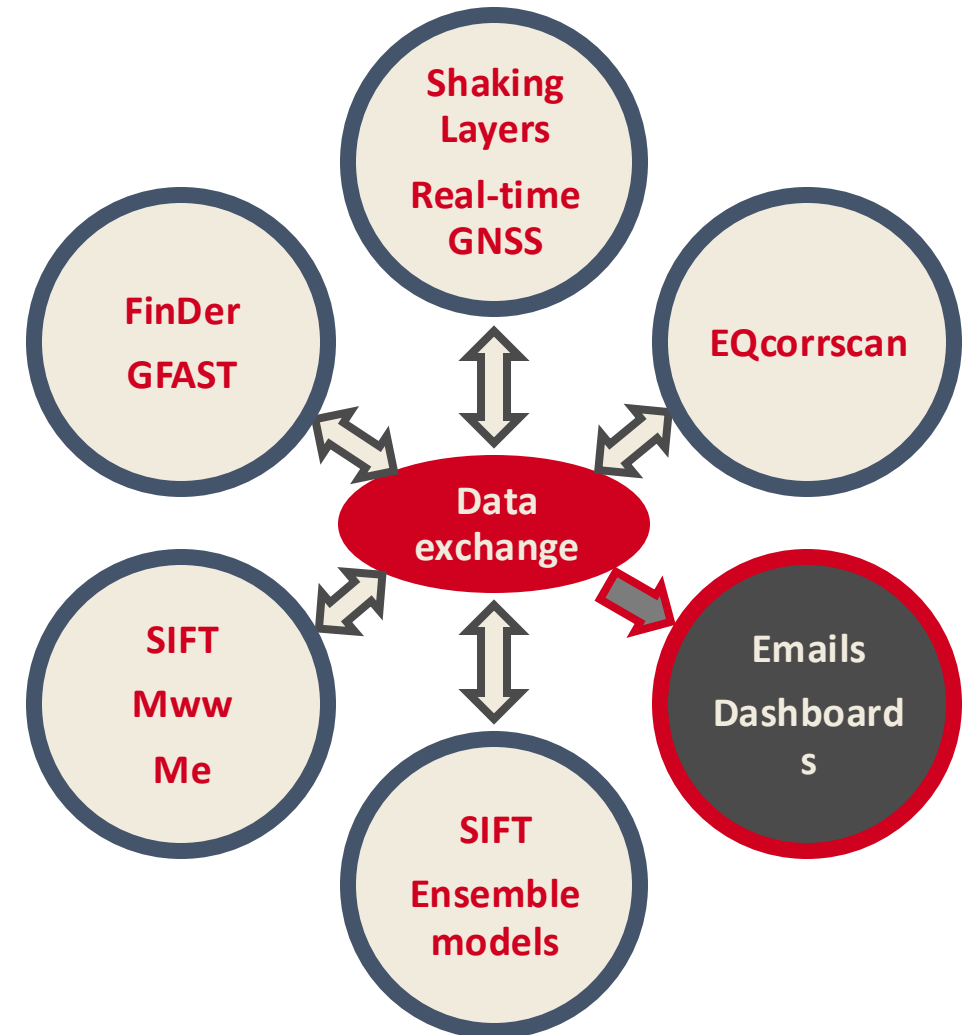 Shaking
Layers
Real-time
GNSS
FinDer
GFAST
EQcorrscan
Data
exchange
SIFT
Mww
Me
Emails
Dashboard
s
SIFT
Ensemble
models